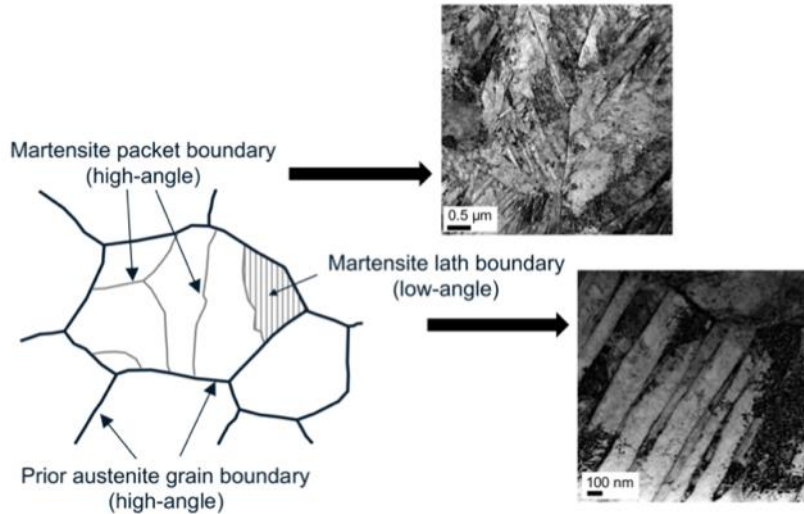 Martensite packet boundary
(high-angle)
0.5 µm
Martensite lath boundary
(low-angle)
100 nm
Prior austenite grain boundary
(high-angle)